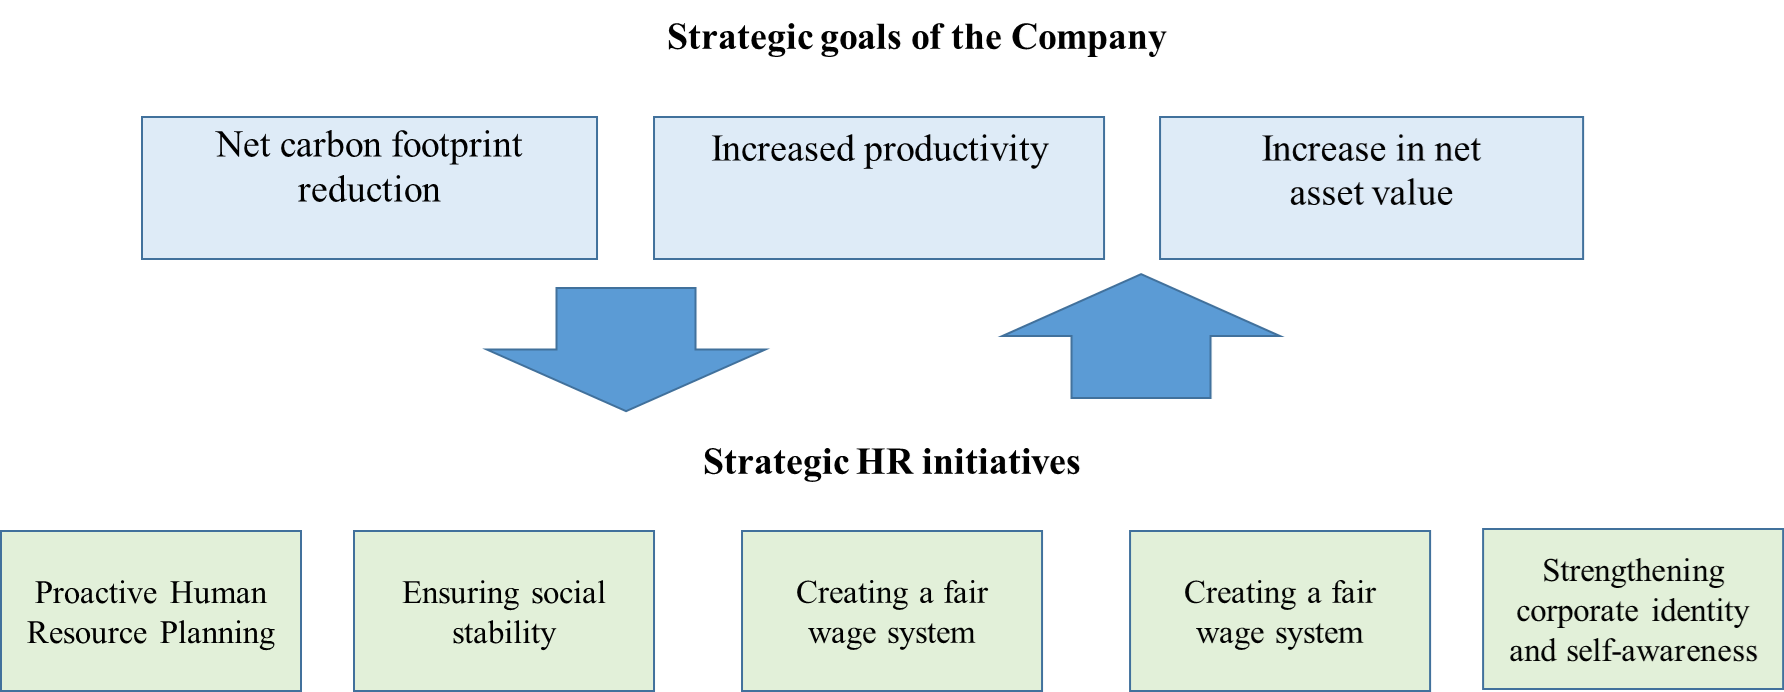 Strategic goals of the Company
Net carbon footprint
reduction
Increased productivity
Increase in net
asset value
Strategic HR initiatives
Proactive Human
Resource Planning
Ensuring social
stability
Creating a fair
wage system
Creating a fair
wage system
Strengthening
corporate identity
and self-awareness